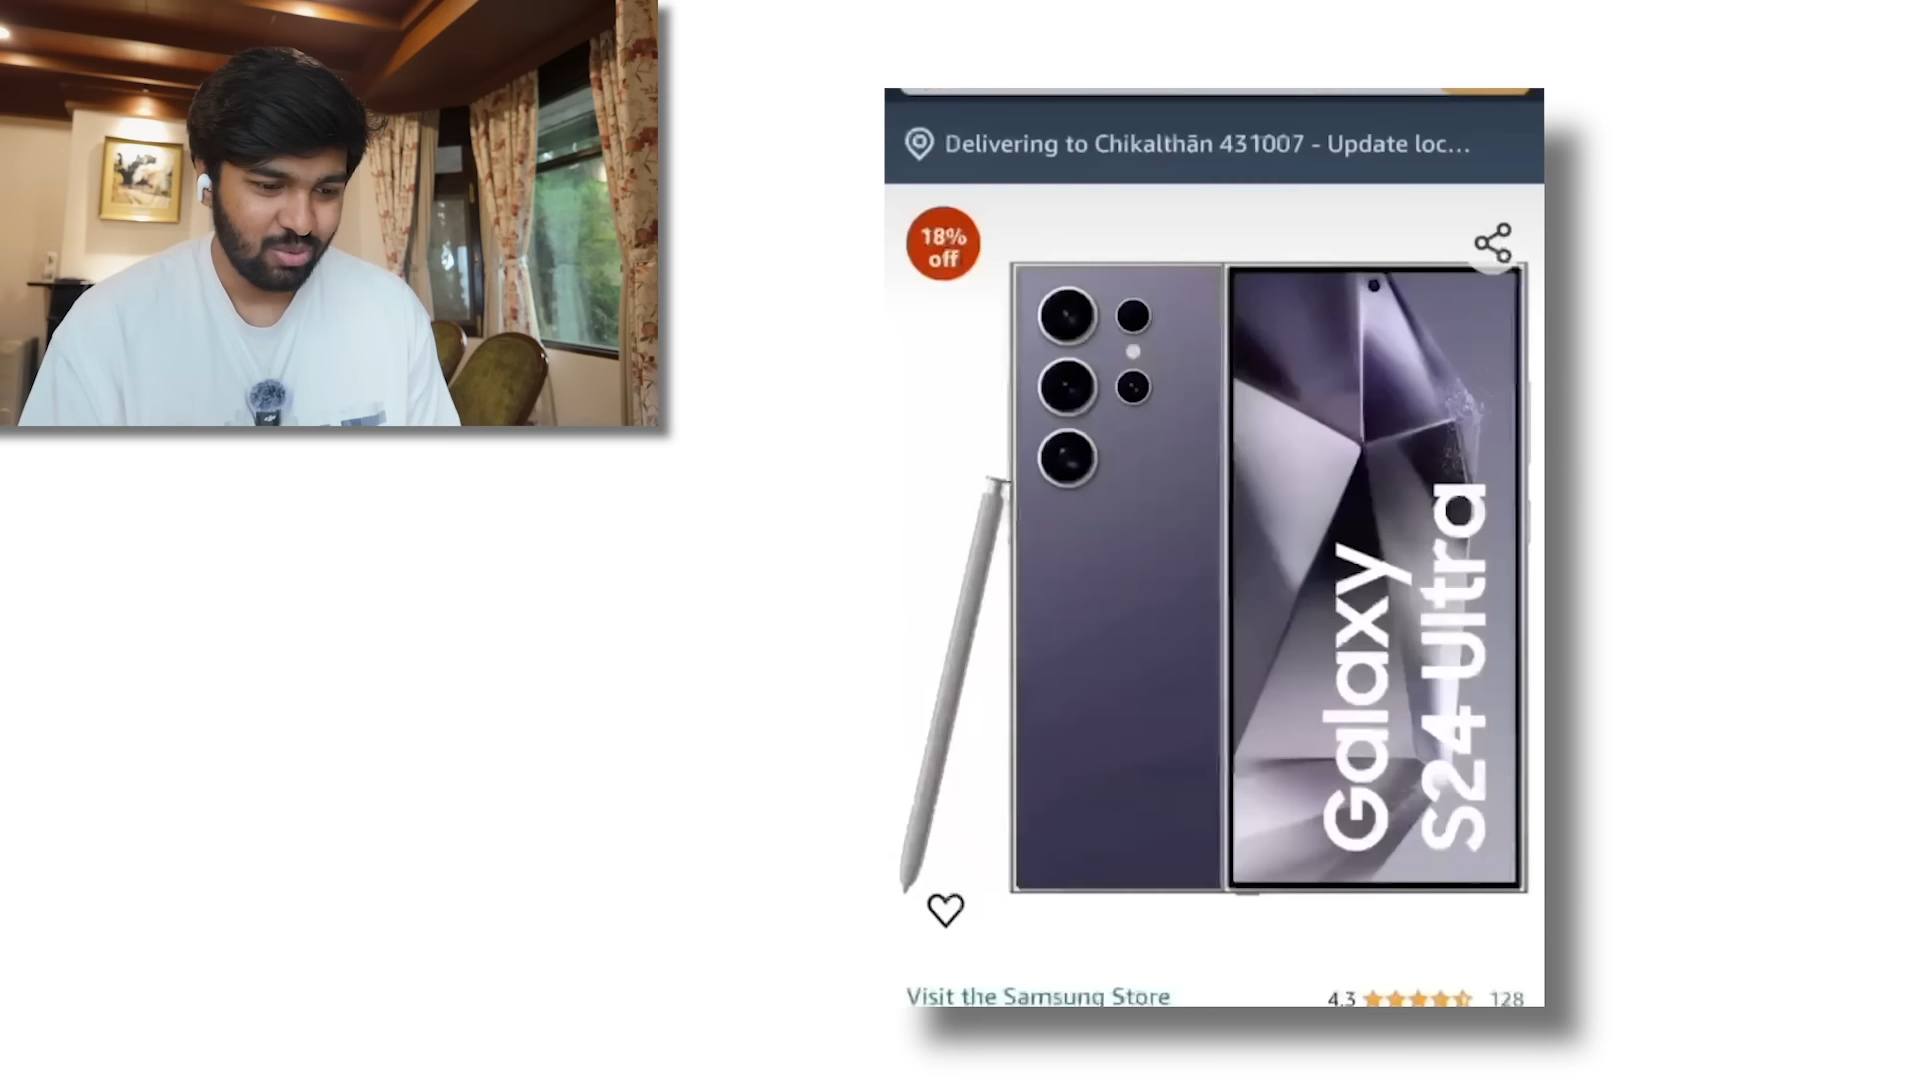 Delivering to Chikalthān 431007 - Update loc...
18%
off
Galaxy
S24 Ultra
Visit the Samsung Store 4.3 128